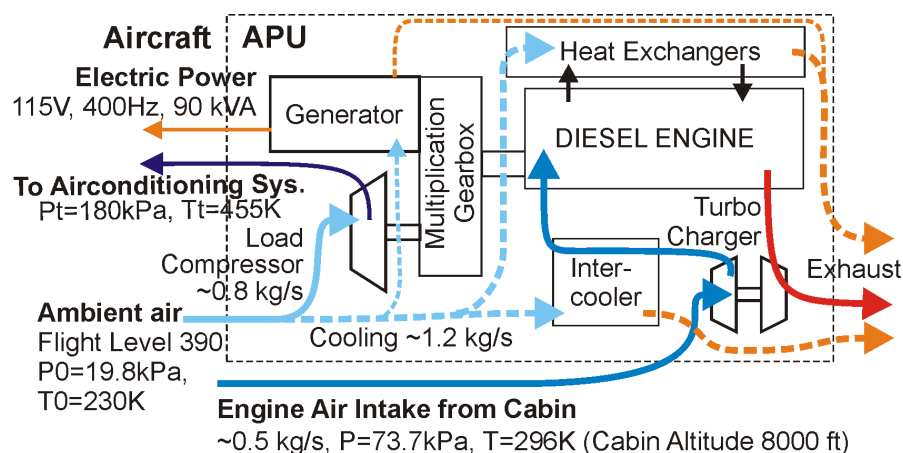 Aircraft
APU
Electric Power
115V, 400Hz, 90 kVA
Generator
Multiplication
Gearbox
Heat Exchangers
DIESEL ENGINE
To Airconditioning Sys.
Pt=180kPa, Tt=455K
Load
Compressor
~0.8 kg/s
Turbo
Charger
Inter-
cooler
Exhaust
Ambient air
Flight Level 390
P0=19.8kPa,
T0=230K
Cooling ~1.2 kg/s
Engine Air Intake from Cabin
~0.5 kg/s, P=73.7kPa, T=296K (Cabin Altitude 8000 ft)